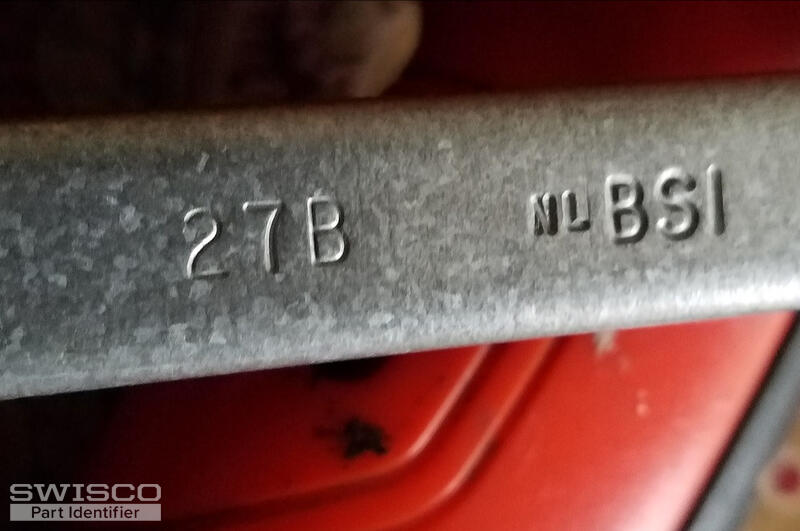 27B NL BSI
SWISCO
Part Identifier